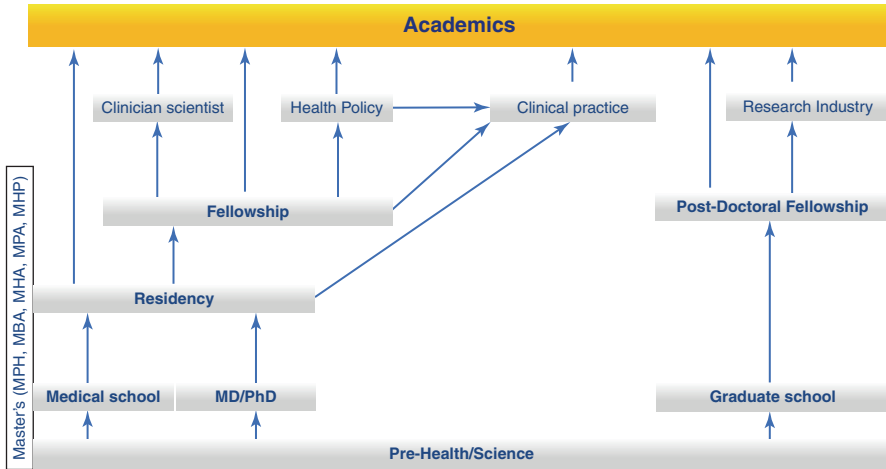 Academics
Clinician scientist
Health Policy
Clinical practice
Research Industry
Fellowship
Post-Doctoral Fellowship
Residency
Medical school
MD/PhD
Graduate school
Pre-Health/Science
Master's (MPH, MBA, MHA, MPA, MHP)